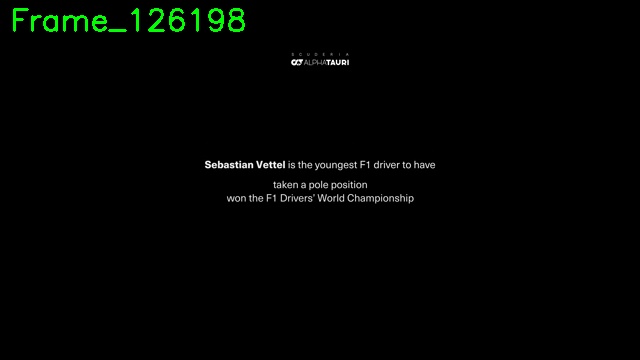 Frame_126198
SCUDERIA
ALPHATAURI
Sebastian Vettel is the youngest F1 driver to have
taken a pole position
won the F1 Drivers' World Championship